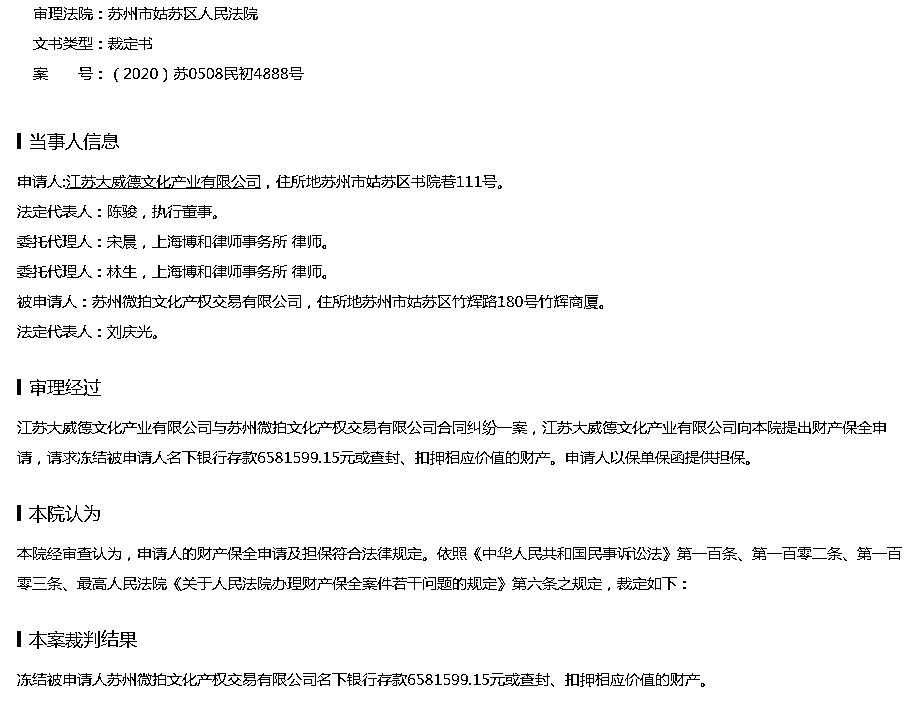 审理法院：苏州市姑苏区人民法院
文书类型：裁定书
案　　号：（2020）苏0508民初4888号
当事人信息
申请人:江苏大威德文化产业有限公司，住所地苏州市姑苏区书院巷111号。
法定代表人：陈骏，执行董事。
委托代理人：宋晨，上海博和律师事务所 律师。
委托代理人：林生，上海博和律师事务所 律师。
被申请人：苏州微拍文化产权交易有限公司，住所地苏州市姑苏区竹辉路180号竹辉商厦。
法定代表人：刘庆光。
审理经过
江苏大威德文化产业有限公司与苏州微拍文化产权交易有限公司合同纠纷一案，江苏大威德文化产业有限公司向本院提出财产保全申
请，请求冻结被申请人名下银行存款6581599.15元或查封、扣押相应价值的财产。申请人以保单保函提供担保。
本院认为
本院经审查认为，申请人的财产保全申请及担保符合法律规定。依照《中华人民共和国民事诉讼法》第一百条、第一百零二条、第一百
零三条、最高人民法院《关于人民法院办理财产保全案件若干问题的规定》第六条之规定，裁定如下：
本案裁判结果
冻结被申请人苏州微拍文化产权交易有限公司名下银行存款6581599.15元或查封、扣押相应价值的财产。